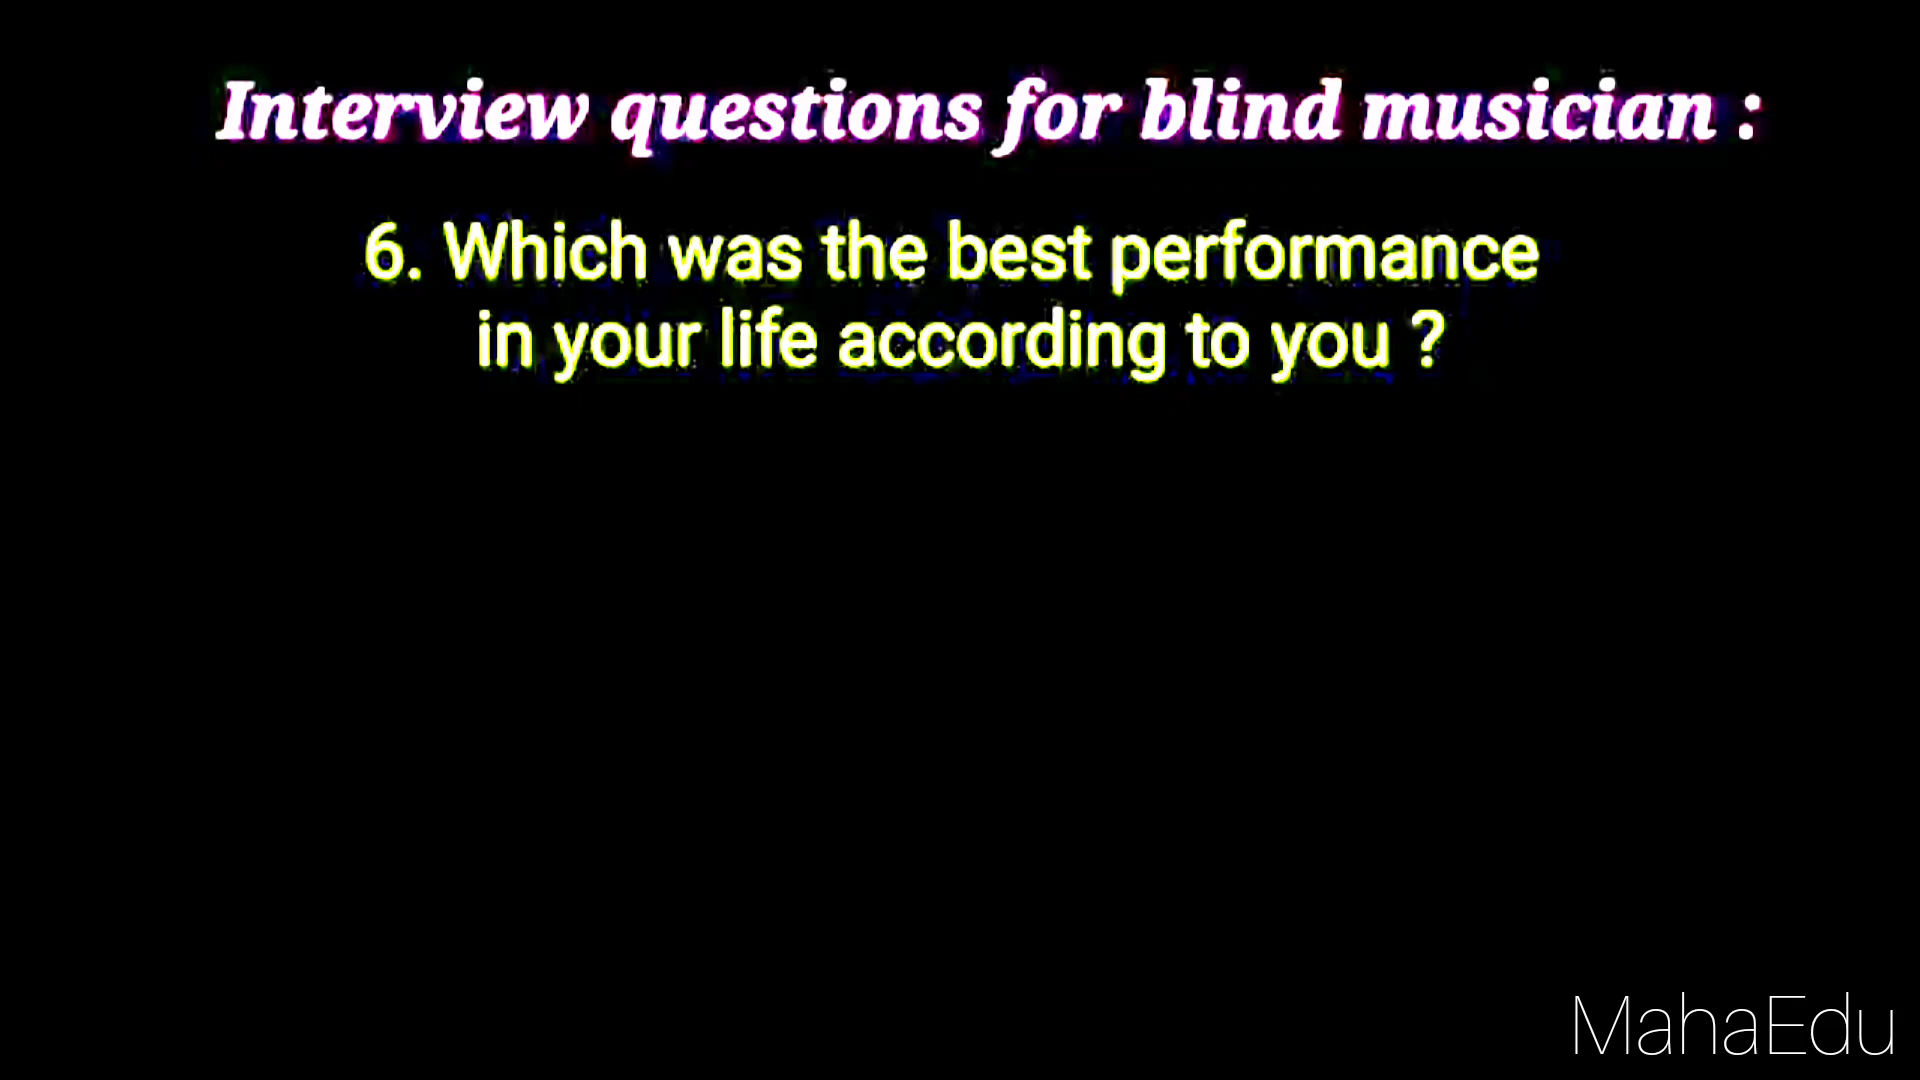 Interview questions for blind musician :
6. Which was the best performance
in your life according to you ?
MahaEdu